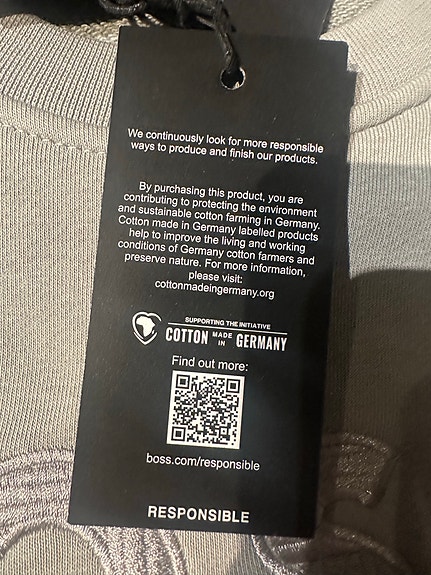 We continuously look for more responsible
ways to produce and finish our products.
By purchasing this product, you are
contributing to protecting the environment
and sustainable cotton farming in Germany.
Cotton made in Germany labelled products
help to improve the living and working
conditions of Germany cotton farmers and
preserve nature. For more information,
please visit:
cottonmadeingermany.org
SUPPORTING THE INITIATIVE
COTTON MADE IN GERMANY
Find out more:
boss.com/responsible
RESPONSIBLE